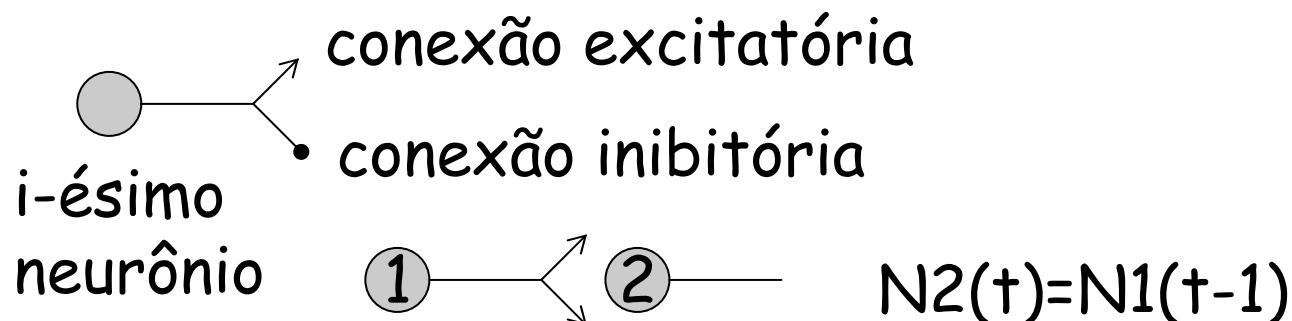 conexão excitatória
conexão inibitória
i-ésimo
neurônio
1
2
N2(t)=N1(t-1)